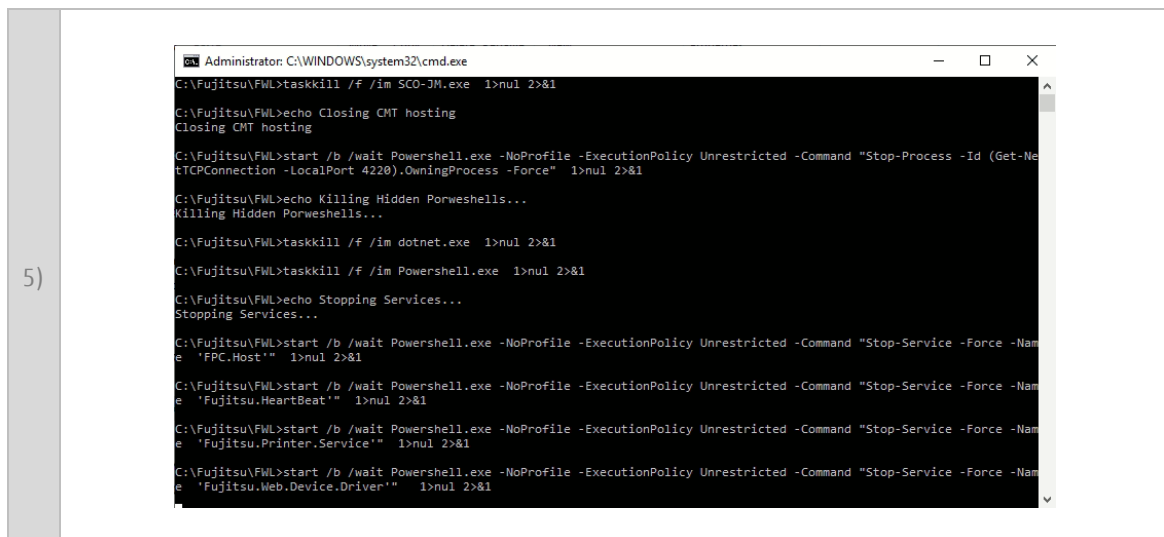 5)
Administrator: C:\WINDOWS\system32\cmd.exe
C:\Fujitsu\FWL>taskkill /f /im SCO-JM.exe  1>nul 2>&1
C:\Fujitsu\FWL>echo Closing CMT hosting
Closing CMT hosting
C:\Fujitsu\FWL>start /b /wait Powershell.exe -NoProfile -ExecutionPolicy Unrestricted -Command "Stop-Process -Id (Get-Ne
tTCPConnection -LocalPort 4220).OwningProcess -Force"  1>nul 2>&1
C:\Fujitsu\FWL>echo Killing Hidden Porweshells...
Killing Hidden Porweshells...
C:\Fujitsu\FWL>taskkill /f /im dotnet.exe  1>nul 2>&1
C:\Fujitsu\FWL>taskkill /f /im Powershell.exe  1>nul 2>&1
C:\Fujitsu\FWL>echo Stopping Services...
Stopping Services...
C:\Fujitsu\FWL>start /b /wait Powershell.exe -NoProfile -ExecutionPolicy Unrestricted -Command "Stop-Service -Force -Nam
e  'FPC.Host'"  1>nul 2>&1
C:\Fujitsu\FWL>start /b /wait Powershell.exe -NoProfile -ExecutionPolicy Unrestricted -Command "Stop-Service -Force -Nam
e  'Fujitsu.HeartBeat'"  1>nul 2>&1
C:\Fujitsu\FWL>start /b /wait Powershell.exe -NoProfile -ExecutionPolicy Unrestricted -Command "Stop-Service -Force -Nam
e  'Fujitsu.Printer.Service'"  1>nul 2>&1
C:\Fujitsu\FWL>start /b /wait Powershell.exe -NoProfile -ExecutionPolicy Unrestricted -Command "Stop-Service -Force -Nam
e  'Fujitsu.Web.Device.Driver'"   1>nul 2>&1